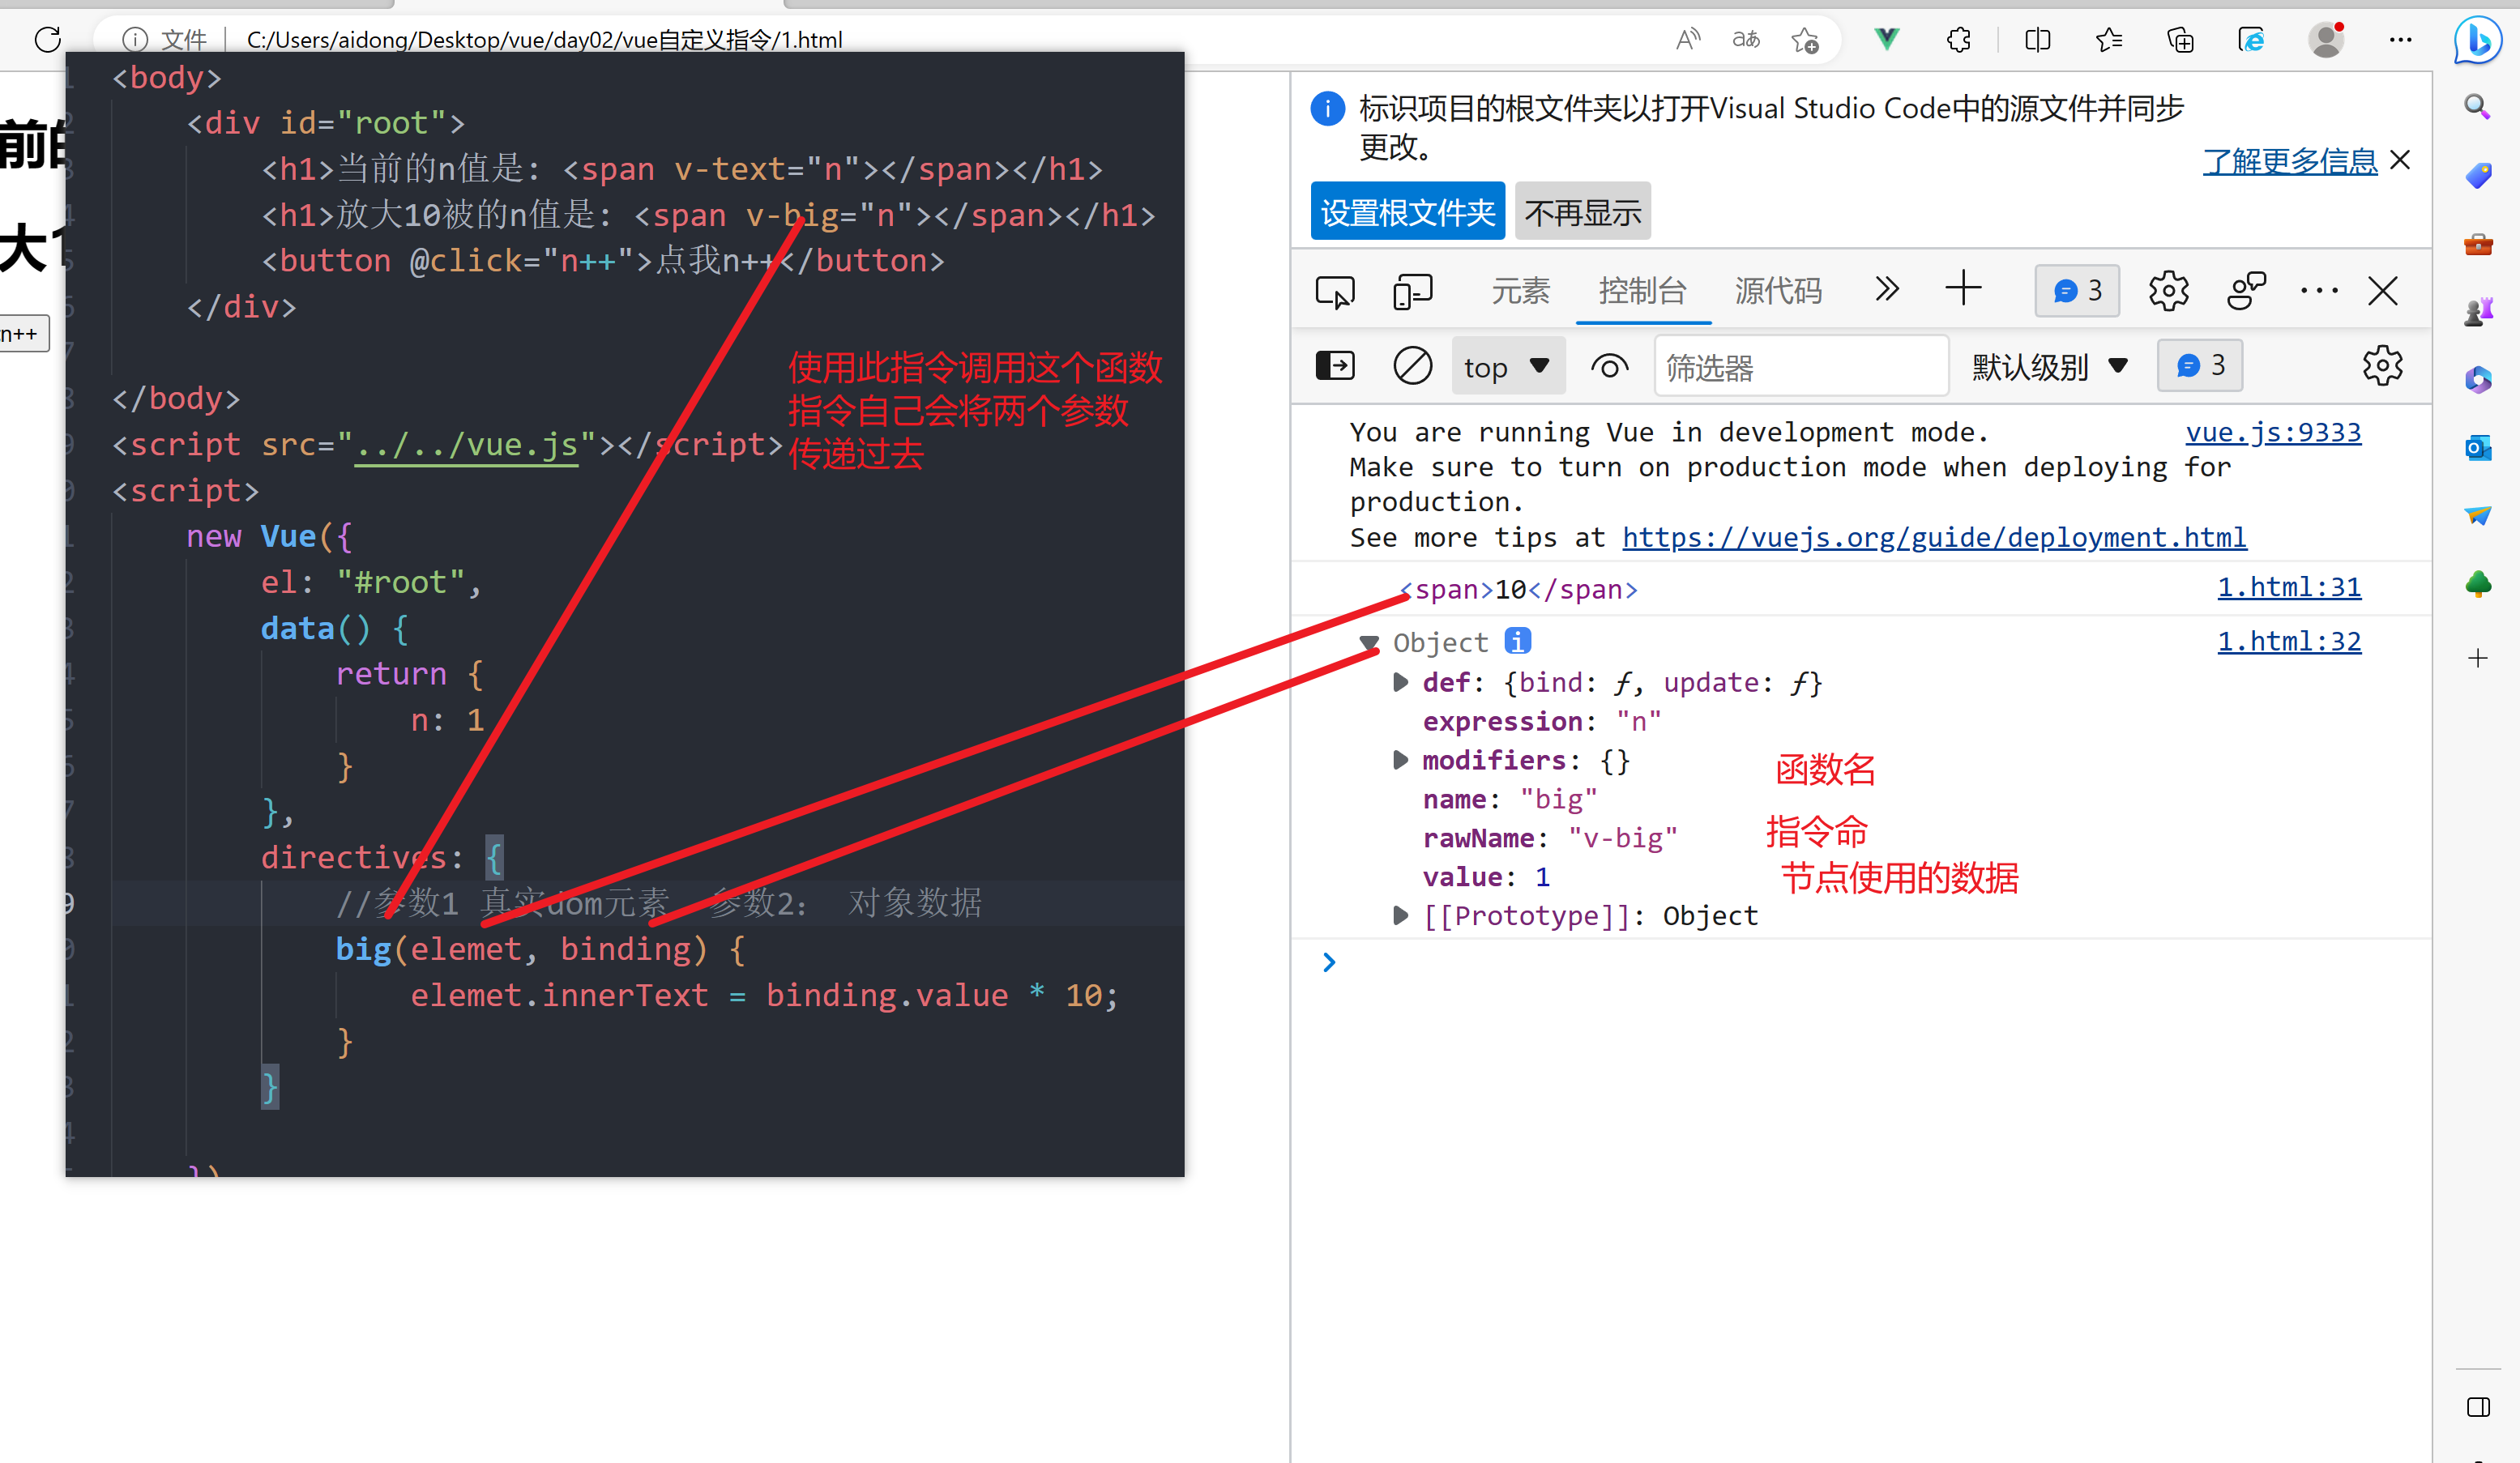 文件 C:/Users/aidong/Desktop/vue/day02/vue自定义指令/1.html
<body>
<div id="root">
<h1>当前的n值是: <span v-text="n"></span></h1>
<h1>放大10被的n值是: <span v-big="n"></span></h1>
<button @click="n++">点我n++</button>
</div>
</body>
<script src="../../vue.js"></script>
<script>
new Vue({
el: "#root",
data() {
return {
n: 1
}
},
directives: {
//参数1 真实dom元素 参数2: 对象数据
big(elemet, binding) {
elemet.innerText = binding.value * 10;
}
}
})
使用此指令调用这个函数
指令自己会将两个参数
传递过去
前的
大1
n++
标识项目的根文件夹以打开Visual Studio Code中的源文件并同步
更改。
了解更多信息
设置根文件夹 不再显示
元素 控制台 源代码 3
top 筛选器 默认级别 3
You are running Vue in development mode. vue.js:9333
Make sure to turn on production mode when deploying for
production.
See more tips at https://vuejs.org/guide/deployment.html
<span>10</span> 1.html:31
Object 1.html:32
def: {bind: ƒ, update: ƒ}
expression: "n"
modifiers: {}
函数名
name: "big"
rawName: "v-big" 指令命
value: 1 节点使用的数据
[[Prototype]]: Object